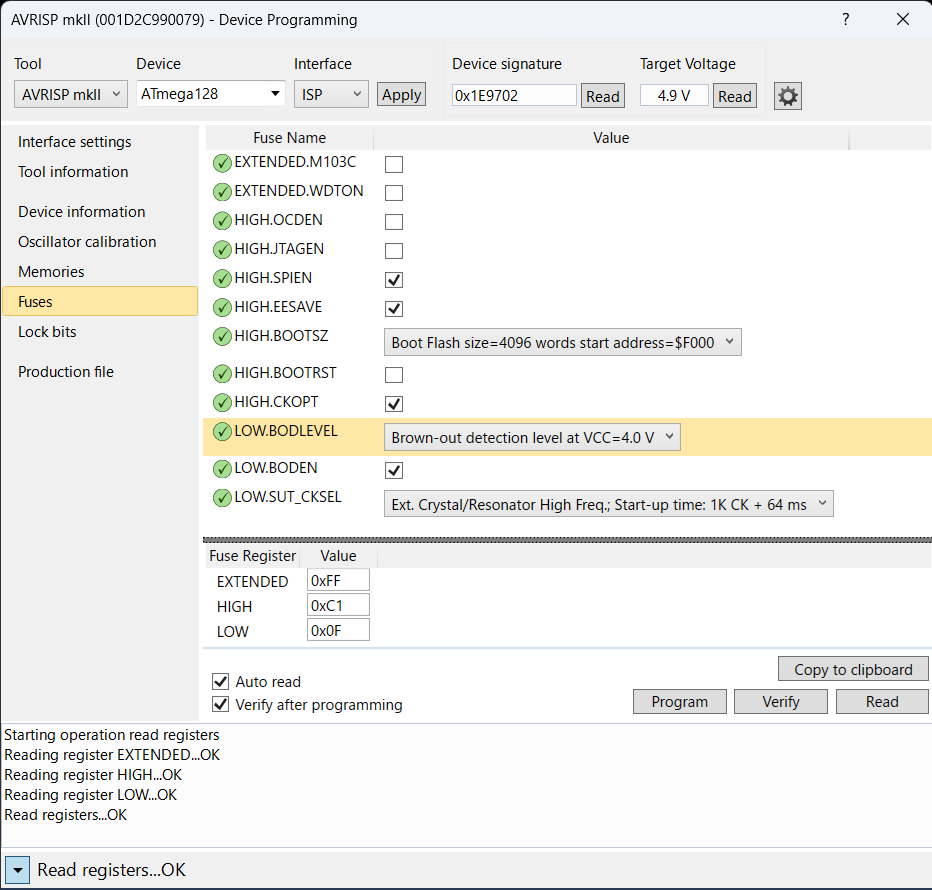 AVRISP mkII (001D2C990079) - Device Programming ?
Tool Device Interface Device signature Target Voltage
AVRISP mkII ATmega128 ISP Apply 0x1E9702 Read 4.9 V Read
Interface settings
Tool information
Device information
Oscillator calibration
Memories
Fuses
Lock bits
Production file
Fuse Name Value
EXTENDED.M103C
EXTENDED.WDTON
HIGH.OCDEN
HIGH.JTAGEN
HIGH.SPIEN
HIGH.EESAVE
HIGH.BOOTSZ Boot Flash size=4096 words start address=$F000
HIGH.BOOTRST
HIGH.CKOPT
LOW.BODLEVEL Brown-out detection level at VCC=4.0 V
LOW.BODEN
LOW.SUT_CKSEL Ext. Crystal/Resonator High Freq.; Start-up time: 1K CK + 64 ms
Fuse Register Value
EXTENDED 0xFF
HIGH 0xC1
LOW 0x0F
Copy to clipboard
Auto read
Verify after programming
Program Verify Read
Starting operation read registers
Reading register EXTENDED...OK
Reading register HIGH...OK
Reading register LOW...OK
Read registers...OK
Read registers...OK